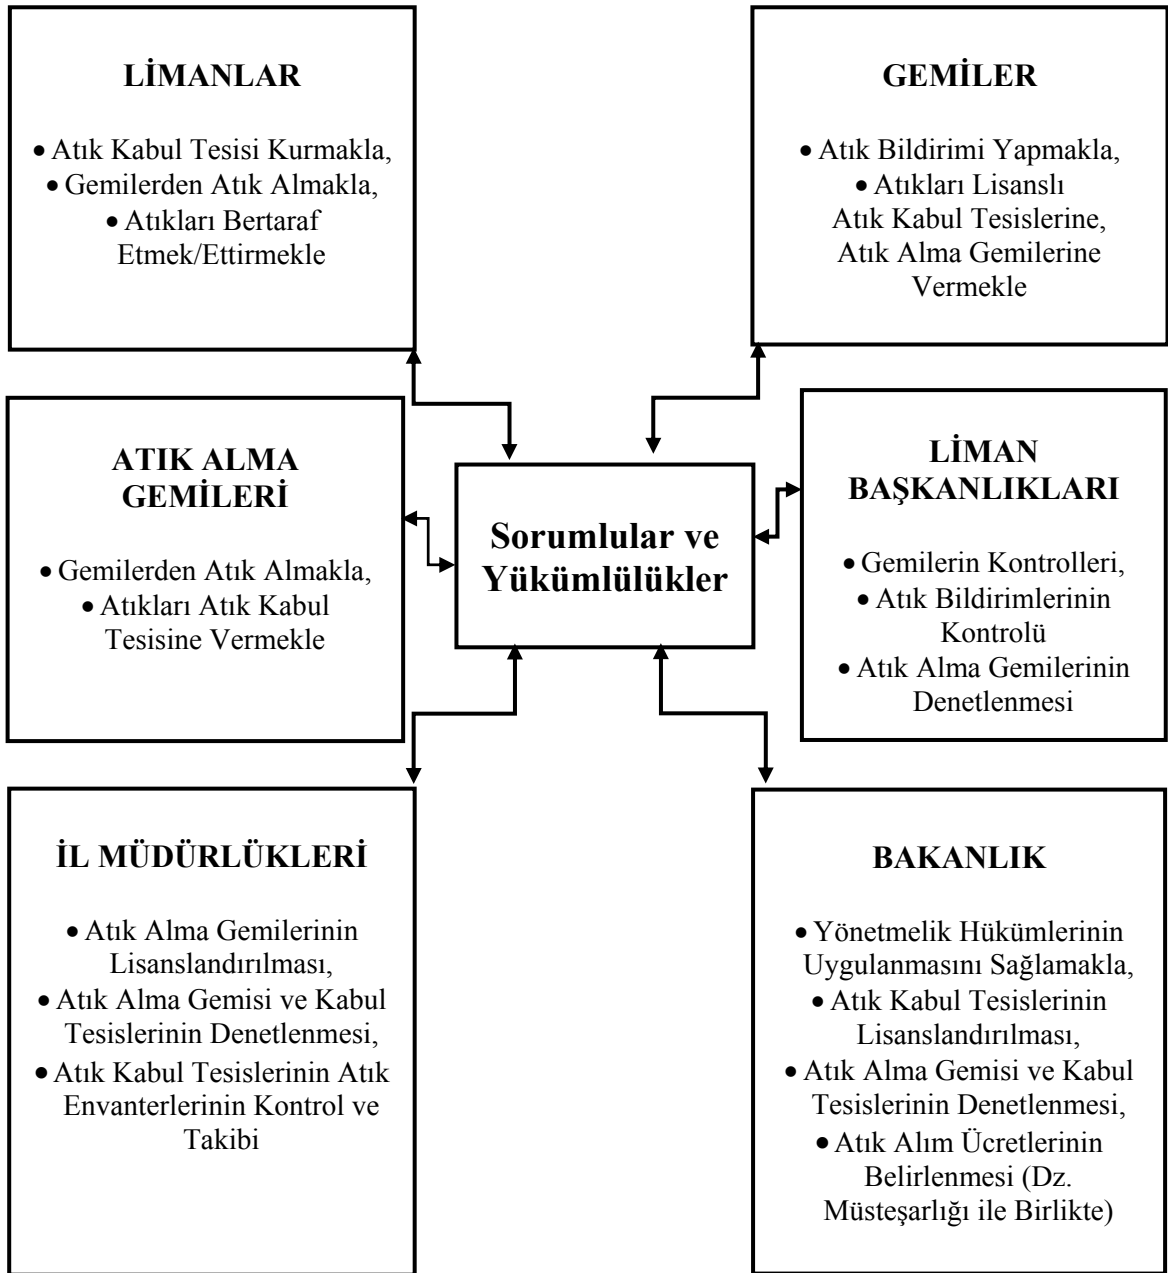 LİMANLAR
• Atık Kabul Tesisi Kurmakla,
• Gemilerden Atık Almakla,
• Atıkları Bertaraf
Etmek/Ettirmekle
GEMİLER
• Atık Bildirimi Yapmakla,
• Atıkları Lisanslı
Atık Kabul Tesislerine,
Atık Alma Gemilerine
Vermekle
ATIK ALMA
GEMİLERİ
• Gemilerden Atık Almakla,
• Atıkları Atık Kabul
Tesisine Vermekle
Sorumlular ve
Yükümlülükler
LİMAN
BAŞKANLIKLARI
• Gemilerin Kontrolleri,
• Atık Bildirimlerinin
Kontrolü
• Atık Alma Gemilerinin
Denetlenmesi
İL MÜDÜRLÜKLERİ
• Atık Alma Gemilerinin
Lisanslandırılması,
• Atık Alma Gemisi ve Kabul
Tesislerinin Denetlenmesi,
• Atık Kabul Tesislerinin Atık
Envanterlerinin Kontrol ve
Takibi
BAKANLIK
• Yönetmelik Hükümlerinin
Uygulanmasını Sağlamakla,
• Atık Kabul Tesislerinin
Lisanslandırılması,
• Atık Alma Gemisi ve Kabul
Tesislerinin Denetlenmesi,
• Atık Alım Ücretlerinin
Belirlenmesi (Dz.
Müsteşarlığı ile Birlikte)